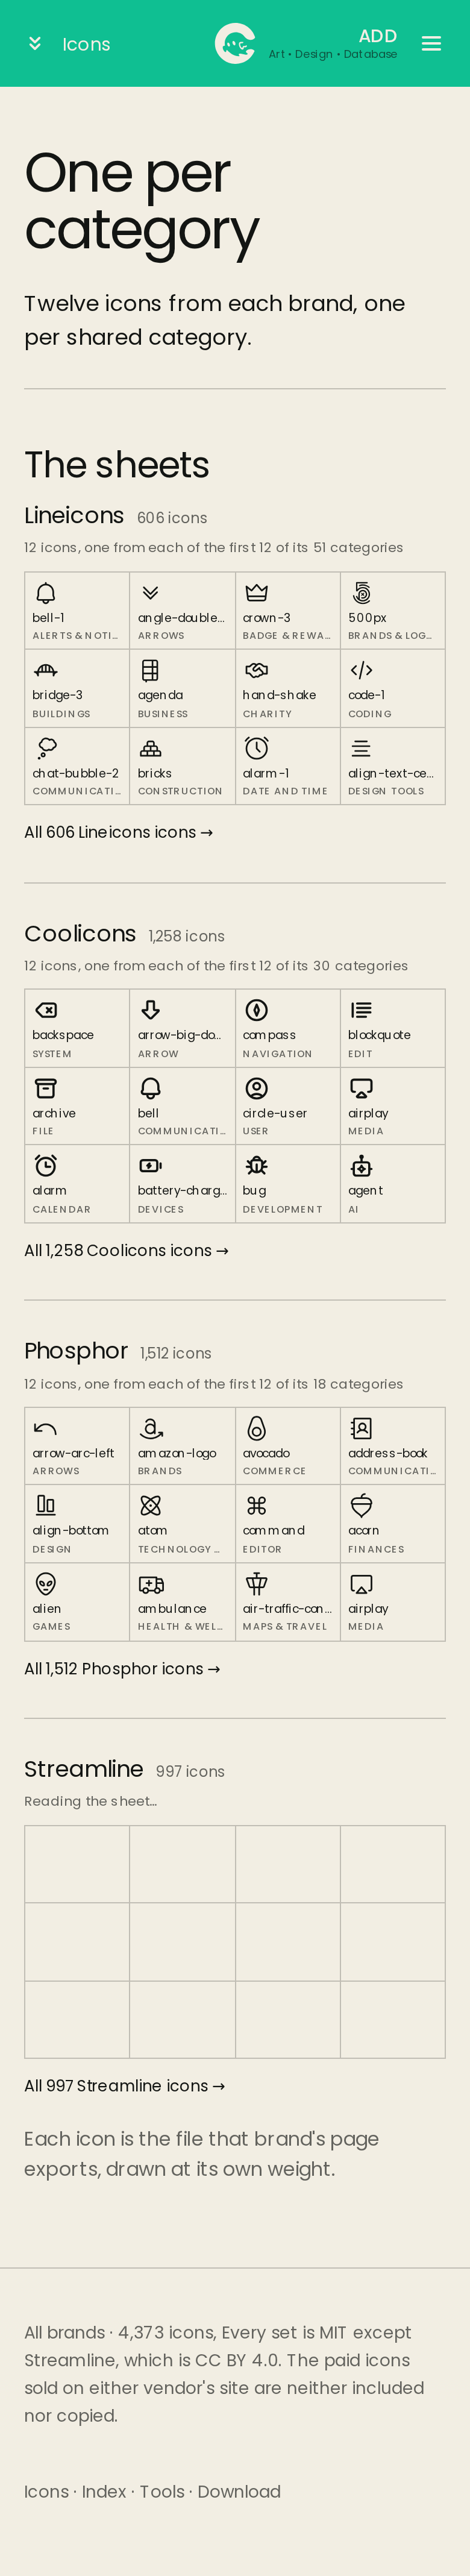 Icons
ADD
Art • Design • Database
One per
category
Twelve icons from each brand, one
per shared category.
The sheets
Lineicons 606 icons
12 icons, one from each of the first 12 of its 51 categories
bell-1 angle-double... crown-3 500px
ALERTS & NOTI... ARROWS BADGE & REWA... BRANDS & LOG...
bridge-3 agenda hand-shake code-1
BUILDINGS BUSINESS CHARITY CODING
chat-bubble-2 bricks alarm-1 align-text-ce...
COMMUNICATI... CONSTRUCTION DATE AND TIME DESIGN TOOLS
All 606 Lineicons icons →
Coolicons 1,258 icons
12 icons, one from each of the first 12 of its 30 categories
backspace arrow-big-do... compass blockquote
SYSTEM ARROW NAVIGATION EDIT
archive bell circle-user airplay
FILE COMMUNICATI... USER MEDIA
alarm battery-charg... bug agent
CALENDAR DEVICES DEVELOPMENT AI
All 1,258 Coolicons icons →
Phosphor 1,512 icons
12 icons, one from each of the first 12 of its 18 categories
arrow-arc-left amazon-logo avocado address-book
ARROWS BRANDS COMMERCE COMMUNICATI...
align-bottom atom command acorn
DESIGN TECHNOLOGY ... EDITOR FINANCES
alien ambulance air-traffic-con... airplay
GAMES HEALTH & WEL... MAPS & TRAVEL MEDIA
All 1,512 Phosphor icons →
Streamline 997 icons
Reading the sheet...
All 997 Streamline icons →
Each icon is the file that brand's page
exports, drawn at its own weight.
All brands · 4,373 icons, Every set is MIT except
Streamline, which is CC BY 4.0. The paid icons
sold on either vendor's site are neither included
nor copied.
Icons · Index · Tools · Download